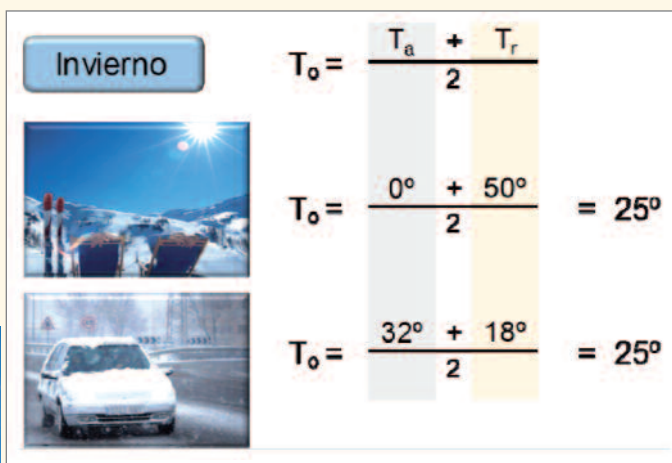 Invierno
Tₒ = Tₐ + Tᵣ / 2
Tₒ = 0º + 50º / 2 = 25º
Tₒ = 32º + 18º / 2 = 25º